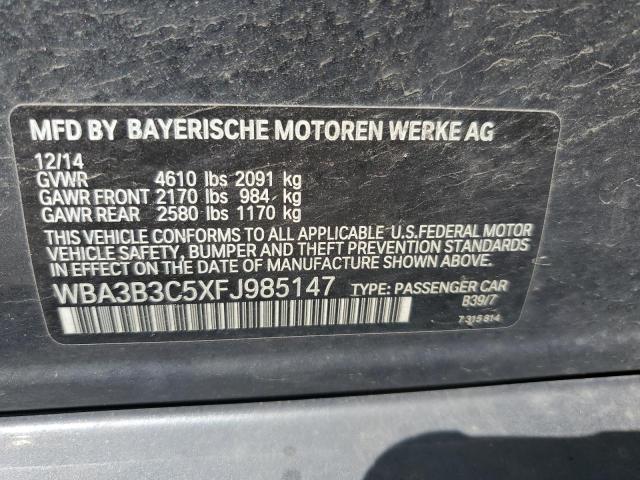 MFD BY BAYERISCHE MOTOREN WERKE AG
12/14
GVWR 4610 lbs 2091 kg
GAWR FRONT 2170 lbs 984 kg
GAWR REAR 2580 lbs 1170 kg
THIS VEHICLE CONFORMS TO ALL APPLICABLE U.S.FEDERAL MOTOR
VEHICLE SAFETY, BUMPER AND THEFT PREVENTION STANDARDS
IN EFFECT ON THE DATE OF MANUFACTURE SHOWN ABOVE.
WBA3B3C5XFJ985147 TYPE: PASSENGER CAR
B39/7
7 315 814